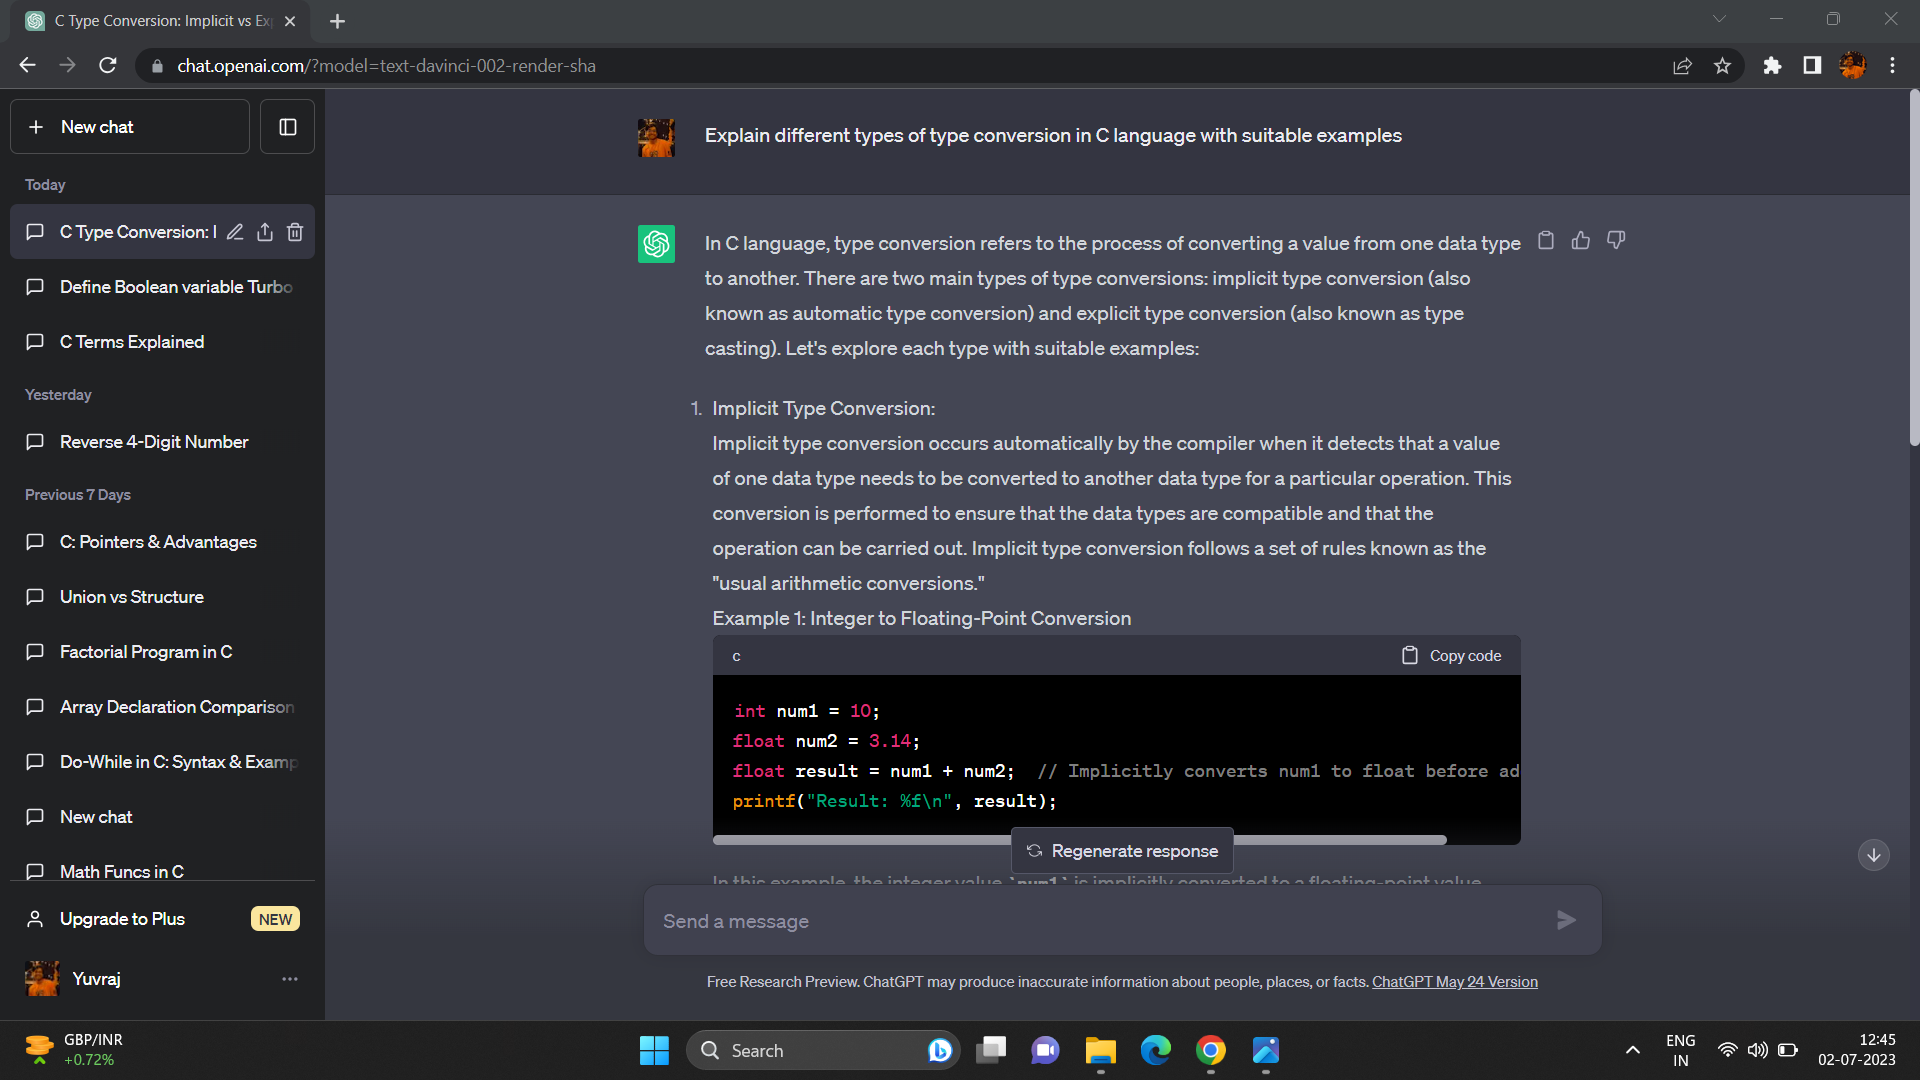 C Type Conversion: Implicit vs Ex
chat.openai.com/?model=text-davinci-002-render-sha
New chat
Today
C Type Conversion: I
Define Boolean variable Turbo
C Terms Explained
Yesterday
Reverse 4-Digit Number
Previous 7 Days
C: Pointers & Advantages
Union vs Structure
Factorial Program in C
Array Declaration Comparison
Do-While in C: Syntax & Examp
New chat
Math Funcs in C
Upgrade to Plus NEW
Yuvraj
Explain different types of type conversion in C language with suitable examples
In C language, type conversion refers to the process of converting a value from one data type
to another. There are two main types of type conversions: implicit type conversion (also
known as automatic type conversion) and explicit type conversion (also known as type
casting). Let's explore each type with suitable examples:
1. Implicit Type Conversion:
Implicit type conversion occurs automatically by the compiler when it detects that a value
of one data type needs to be converted to another data type for a particular operation. This
conversion is performed to ensure that the data types are compatible and that the
operation can be carried out. Implicit type conversion follows a set of rules known as the
"usual arithmetic conversions."
Example 1: Integer to Floating-Point Conversion
c Copy code
int num1 = 10;
float num2 = 3.14;
float result = num1 + num2; // Implicitly converts num1 to float before ad
printf("Result: %f\n", result);
Regenerate response
In this example, the integer value `num1` is implicitly converted to a floating-point value
Send a message
Free Research Preview. ChatGPT may produce inaccurate information about people, places, or facts. ChatGPT May 24 Version
GBP/INR
+0.72%
Search
ENG
IN
12:45
02-07-2023